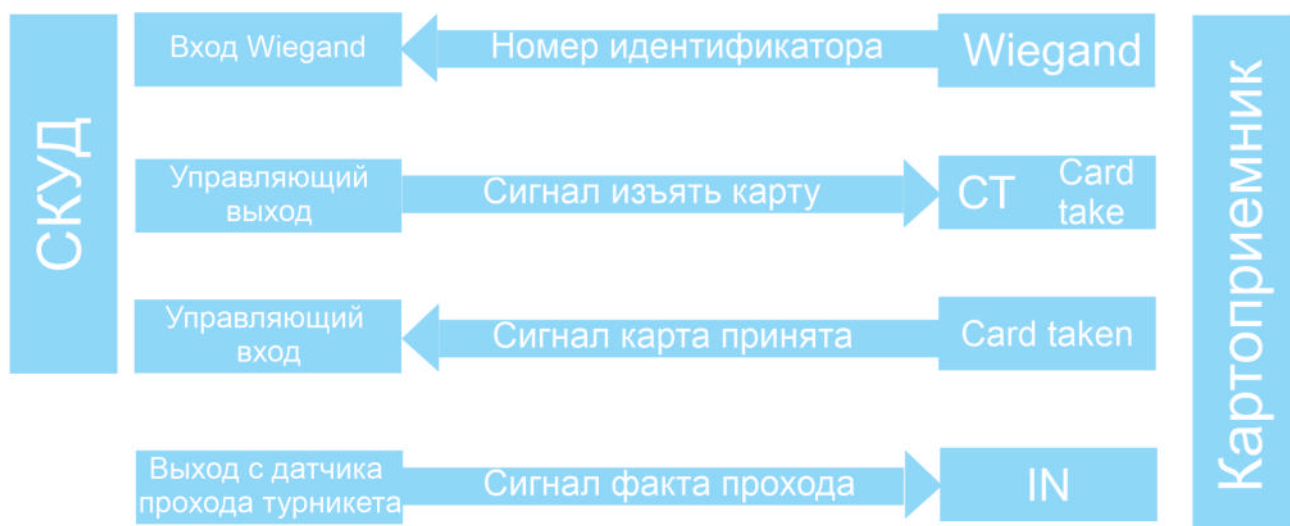 СКУД
Вход Wiegand
Номер идентификатора
Wiegand
Управляющий
выход
Сигнал изъять карту
CT
Card
take
Управляющий
вход
Сигнал карта принята
Card taken
Выход с датчика
прохода турникета
Сигнал факта прохода
IN
Картоприемник